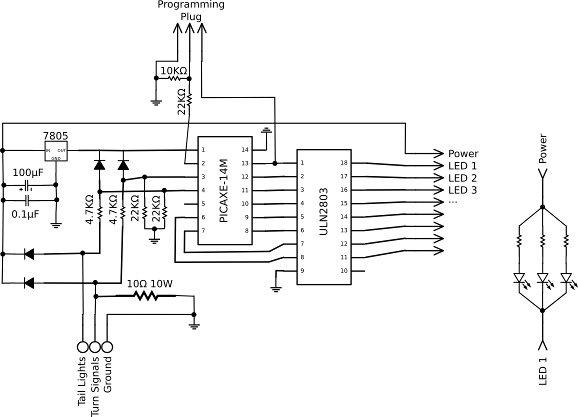 Programming
Plug
10KΩ
22KΩ
7805
IN OUT
GND
100µF
+
0.1µF
4.7KΩ
4.7KΩ
22KΩ
22KΩ
PICAXE-14M
1
2
3
4
5
6
7
14
13
12
11
10
9
8
ULN2803
1
2
3
4
5
6
7
8
9
18
17
16
15
14
13
12
11
10
Power
LED 1
LED 2
LED 3
...
10Ω 10W
Tail Lights
Turn Signals
Ground
Power
LED 1